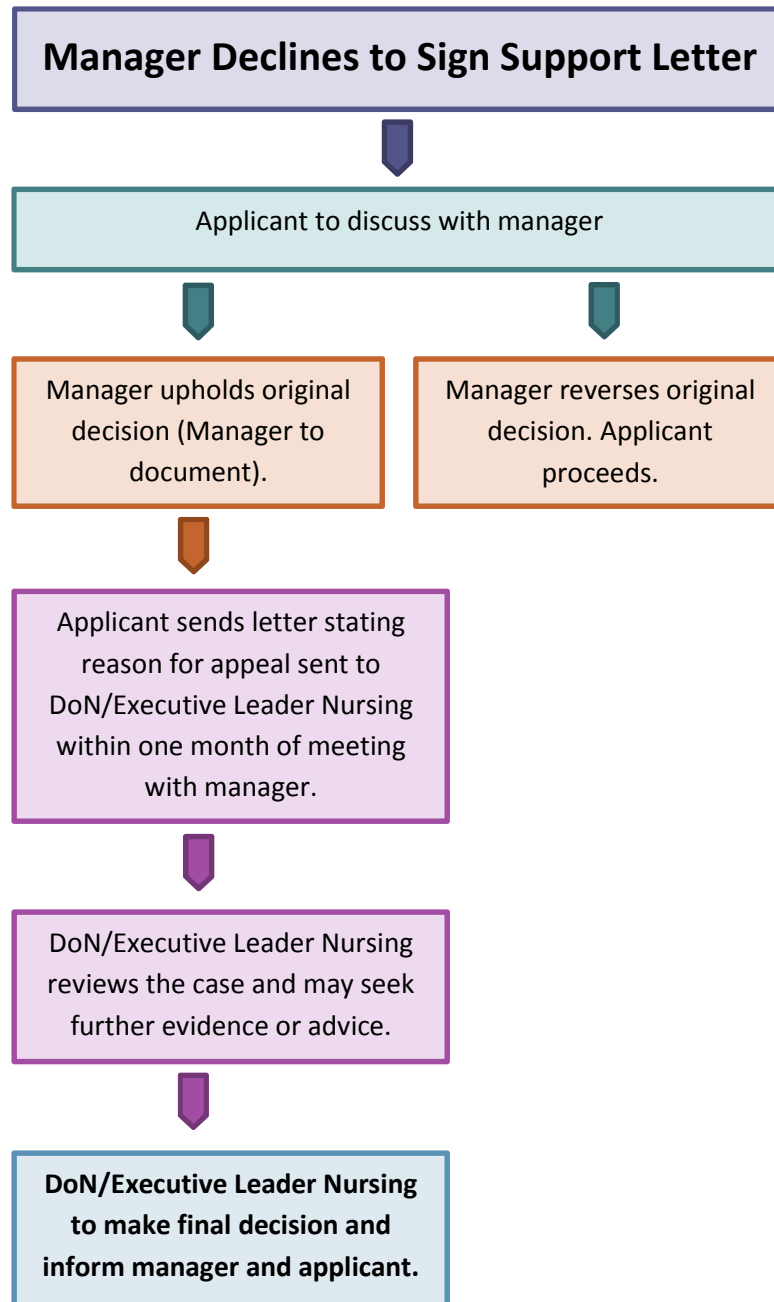 Manager Declines to Sign Support Letter
Applicant to discuss with manager
Manager upholds original
decision (Manager to
document).
Manager reverses original
decision. Applicant
proceeds.
Applicant sends letter stating
reason for appeal sent to
DoN/Executive Leader Nursing
within one month of meeting
with manager.
DoN/Executive Leader Nursing
reviews the case and may seek
further evidence or advice.
DoN/Executive Leader Nursing
to make final decision and
inform manager and applicant.